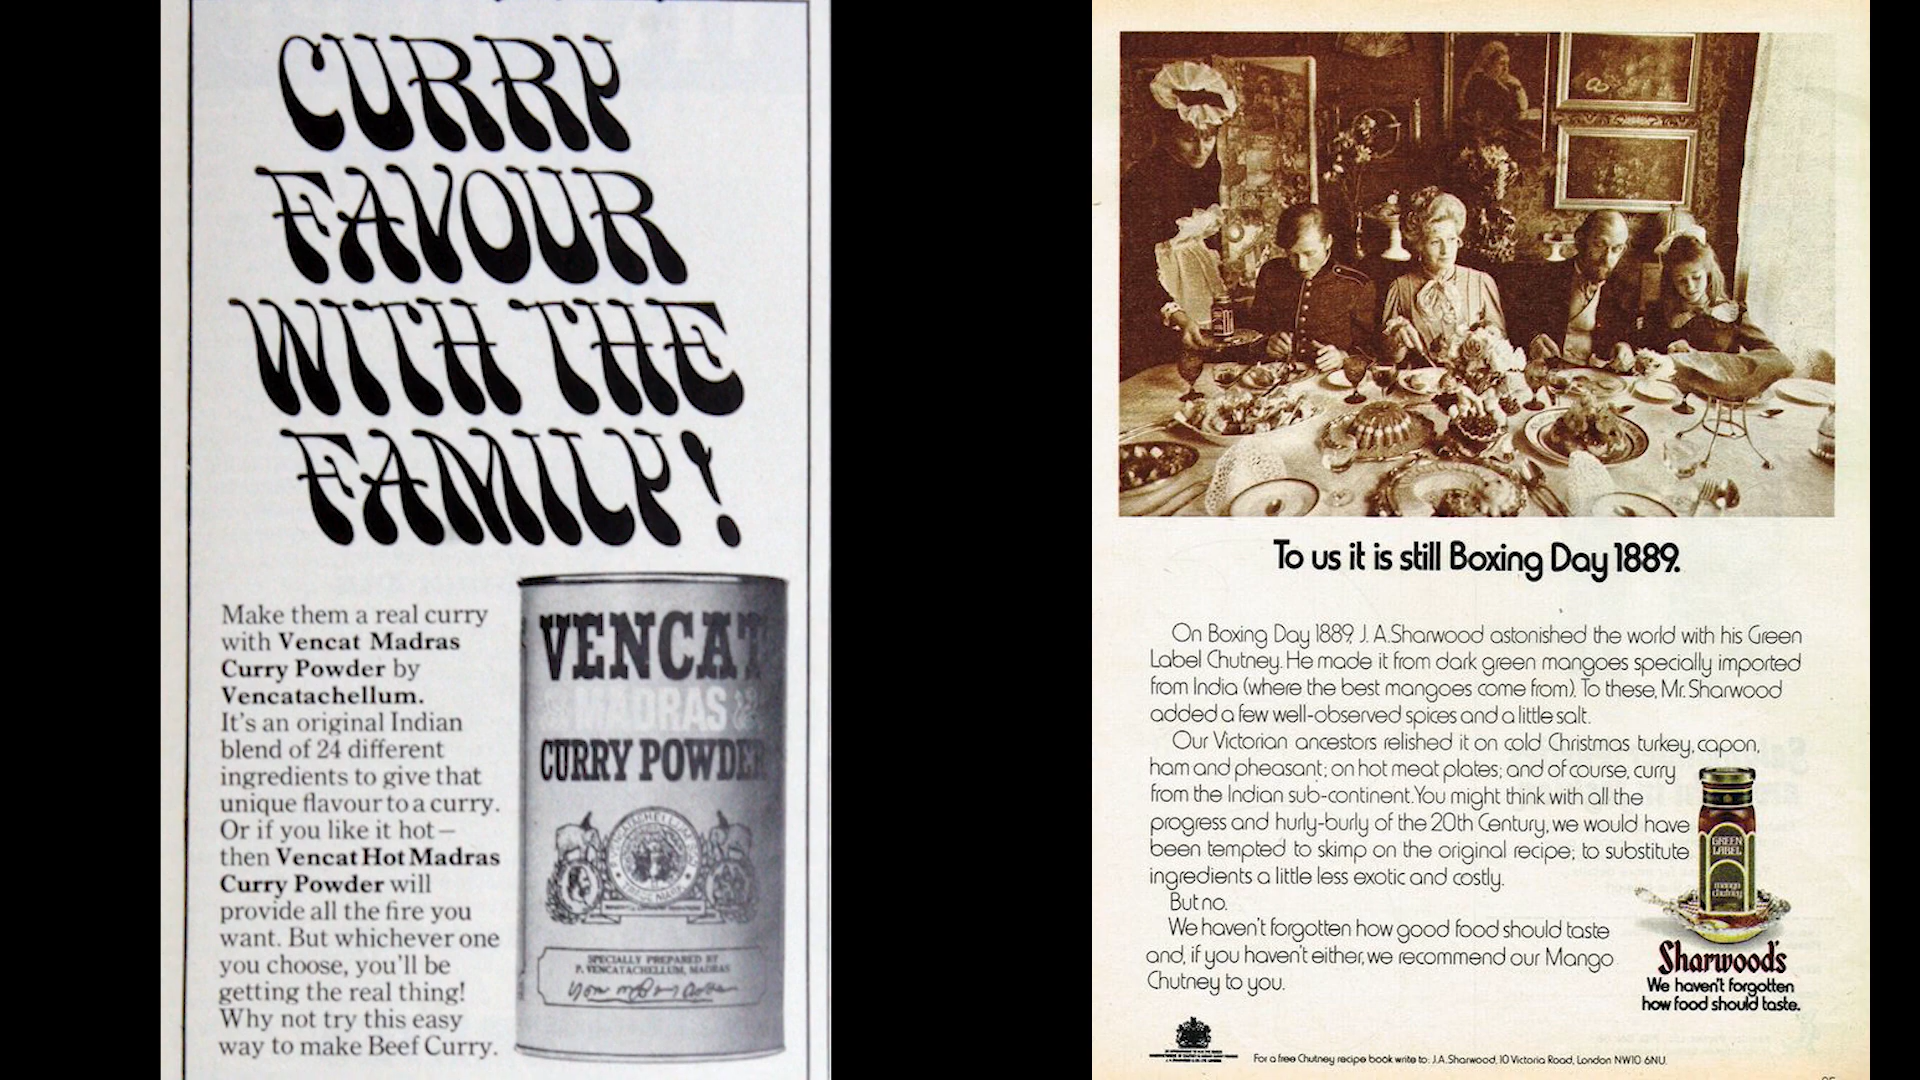 CURRY
FAVOUR
WITH THE
FAMILY!
Make them a real curry
with Vencat Madras
Curry Powder by
Vencatachellum.
It's an original Indian
blend of 24 different
ingredients to give that
unique flavour to a curry.
Or if you like it hot—
then Vencat Hot Madras
Curry Powder will
provide all the fire you
want. But whichever one
you choose, you'll be
getting the real thing!
Why not try this easy
way to make Beef Curry.
VENCAT
MADRAS
CURRY POWDER
SPECIALLY PREPARED BY
P. VENCATACHELLUM, MADRAS
To us it is still Boxing Day 1889.
On Boxing Day 1889, J. A. Sharwood astonished the world with his Green
Label Chutney. He made it from dark green mangoes specially imported
from India (where the best mangoes come from). To these, Mr. Sharwood
added a few well-observed spices and a little salt.
Our Victorian ancestors relished it on cold Christmas turkey, capon,
ham and pheasant; on hot meat plates; and of course, curry
from the Indian sub-continent. You might think with all the
progress and hurly-burly of the 20th Century, we would have
been tempted to skimp on the original recipe; to substitute
ingredients a little less exotic and costly.
But no.
We haven't forgotten how good food should taste
and, if you haven't either, we recommend our Mango
Chutney to you.
GREEN
LABEL
mango
chutney
Sharwood's
We haven't forgotten
how food should taste.
For a free Chutney recipe book write to: J.A. Sharwood, 10 Victoria Road, London NW10 6NU.